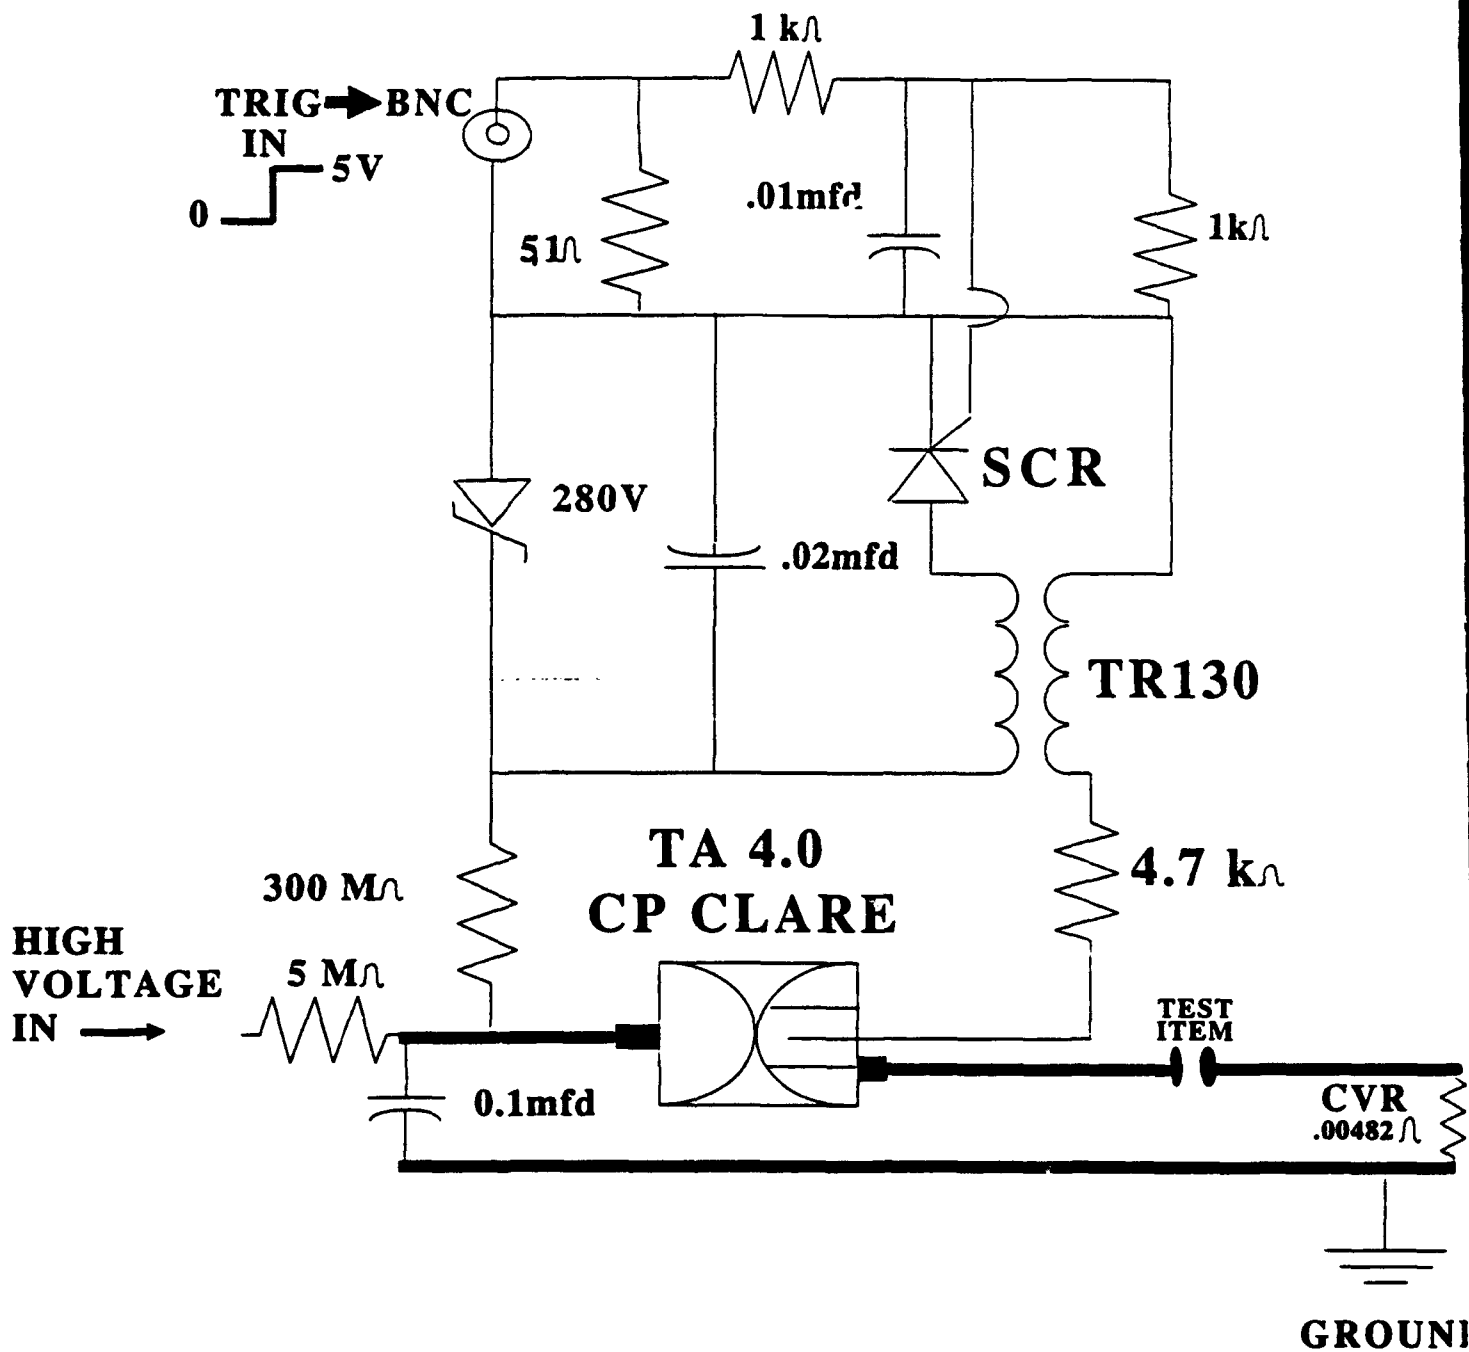 1 kΩ
TRIG BNC
IN
5V
0
.01mfd
51Ω
1kΩ
SCR
280V
.02mfd
TR130
TA 4.0
CP CLARE
4.7 kΩ
300 MΩ
HIGH
VOLTAGE
IN
5 MΩ
TEST
ITEM
0.1mfd
CVR
.00482Ω
GROUN